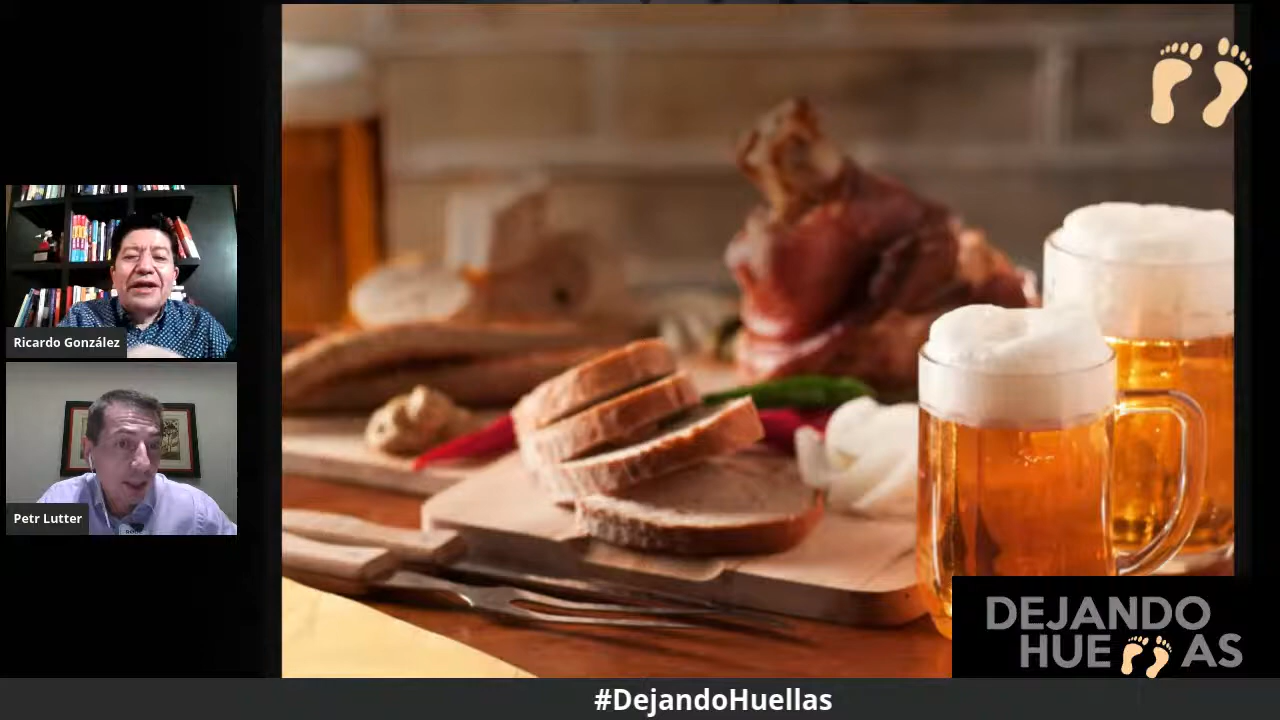 Ricardo González
Petr Lutter
DEJANDO
HUE AS
#DejandoHuellas